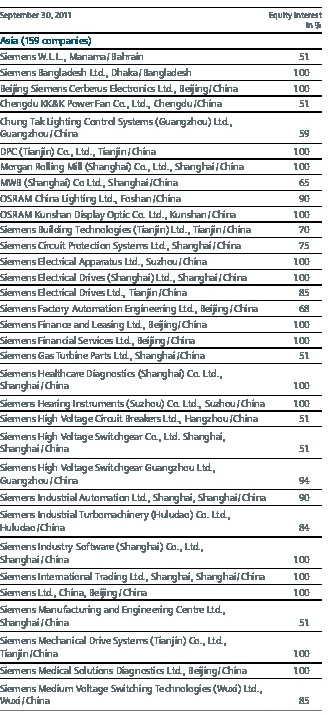 September 30, 2011 Equity interest
in %
Asia (159 companies)
Siemens W.L.L., Manama/Bahrain 51
Siemens Bangladesh Ltd., Dhaka/Bangladesh 100
Beijing Siemens Cerberus Electronics Ltd., Beijing/China 100
Chengdu KK&K Power Fan Co., Ltd., Chengdu/China 51
Chung Tak Lighting Control Systems (Guangzhou) Ltd.,
Guangzhou/China 59
DPC (Tianjin) Co., Ltd., Tianjin/China 100
Morgan Rolling Mill (Shanghai) Co., Ltd., Shanghai/China 100
MWB (Shanghai) Co Ltd., Shanghai/China 65
OSRAM China Lighting Ltd., Foshan/China 90
OSRAM Kunshan Display Optic Co. Ltd., Kunshan/China 100
Siemens Building Technologies (Tianjin) Ltd., Tianjin/China 70
Siemens Circuit Protection Systems Ltd., Shanghai/China 75
Siemens Electrical Apparatus Ltd., Suzhou/China 100
Siemens Electrical Drives (Shanghai) Ltd., Shanghai/China 100
Siemens Electrical Drives Ltd., Tianjin/China 85
Siemens Factory Automation Engineering Ltd., Beijing/China 68
Siemens Finance and Leasing Ltd., Beijing/China 100
Siemens Financial Services Ltd., Beijing/China 100
Siemens Gas Turbine Parts Ltd., Shanghai/China 51
Siemens Healthcare Diagnostics (Shanghai) Co. Ltd.,
Shanghai/China 100
Siemens Hearing Instruments (Suzhou) Co. Ltd., Suzhou/China 100
Siemens High Voltage Circuit Breakers Ltd., Hangzhou/China 51
Siemens High Voltage Switchgear Co., Ltd. Shanghai,
Shanghai/China 51
Siemens High Voltage Switchgear Guangzhou Ltd.,
Guangzhou/China 94
Siemens Industrial Automation Ltd., Shanghai, Shanghai/China 90
Siemens Industrial Turbomachinery (Huludao) Co. Ltd.,
Huludao/China 84
Siemens Industry Software (Shanghai) Co., Ltd.,
Shanghai/China 100
Siemens International Trading Ltd., Shanghai, Shanghai/China 100
Siemens Ltd., China, Beijing/China 100
Siemens Manufacturing and Engineering Centre Ltd.,
Shanghai/China 51
Siemens Mechanical Drive Systems (Tianjin) Co., Ltd.,
Tianjin/China 100
Siemens Medical Solutions Diagnostics Ltd., Beijing/China 100
Siemens Medium Voltage Switching Technologies (Wuxi) Ltd.,
Wuxi/China 85